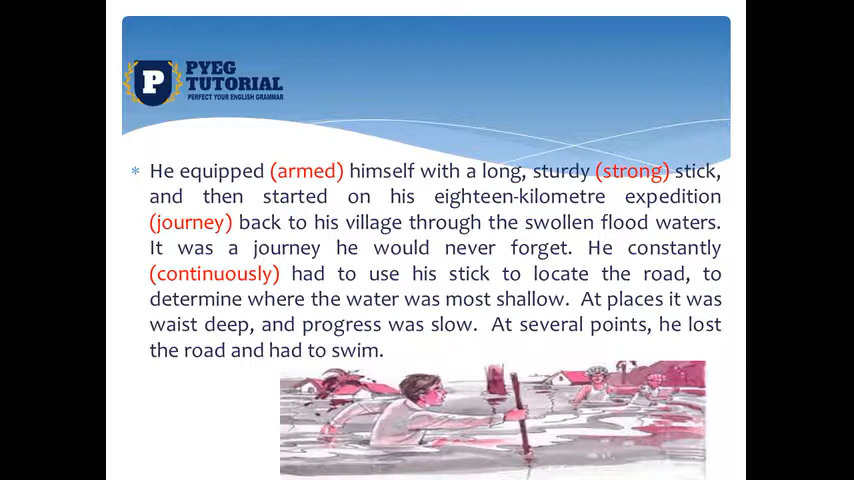 P
PYEG
TUTORIAL
PERFECT YOUR ENGLISH GRAMMAR
* He equipped (armed) himself with a long, sturdy (strong) stick,
and then started on his eighteen-kilometre expedition
(journey) back to his village through the swollen flood waters.
It was a journey he would never forget. He constantly
(continuously) had to use his stick to locate the road, to
determine where the water was most shallow. At places it was
waist deep, and progress was slow. At several points, he lost
the road and had to swim.